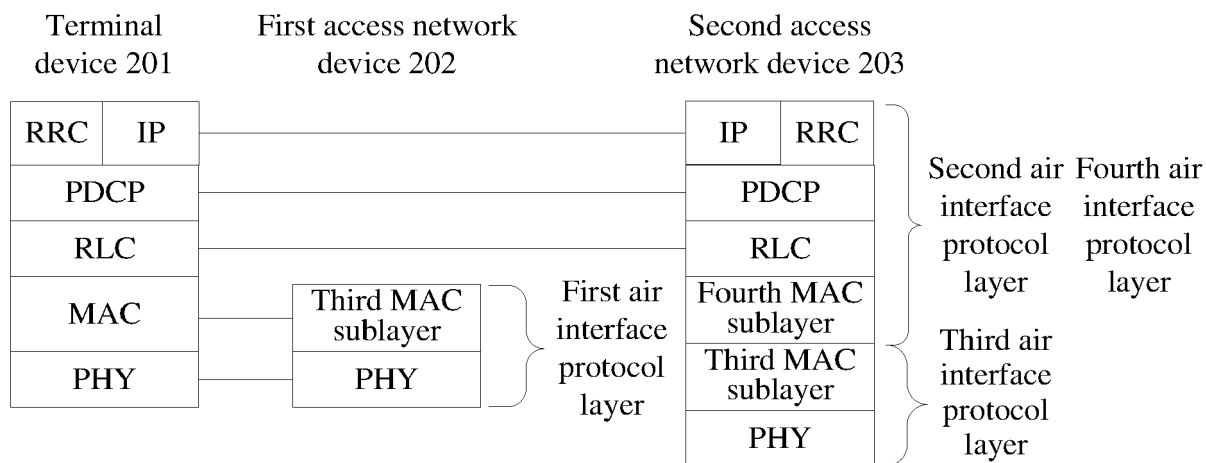 Terminal
device 201
First access network
device 202
Second access
network device 203
RRC
IP
IP
RRC
PDCP
PDCP
RLC
RLC
MAC
Third MAC
sublayer
Fourth MAC
sublayer
PHY
PHY
Third MAC
sublayer
PHY
First air
interface
protocol
layer
Second air
interface
protocol
layer
Fourth air
interface
protocol
layer
Third air
interface
protocol
layer